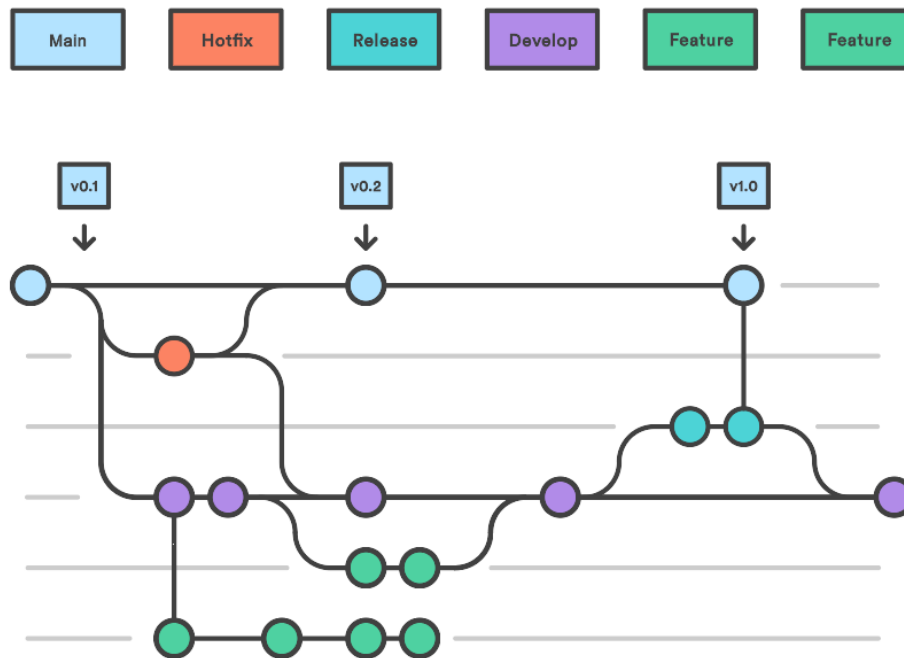 Main
Hotfix
Release
Develop
Feature
Feature
v0.1
v0.2
v1.0